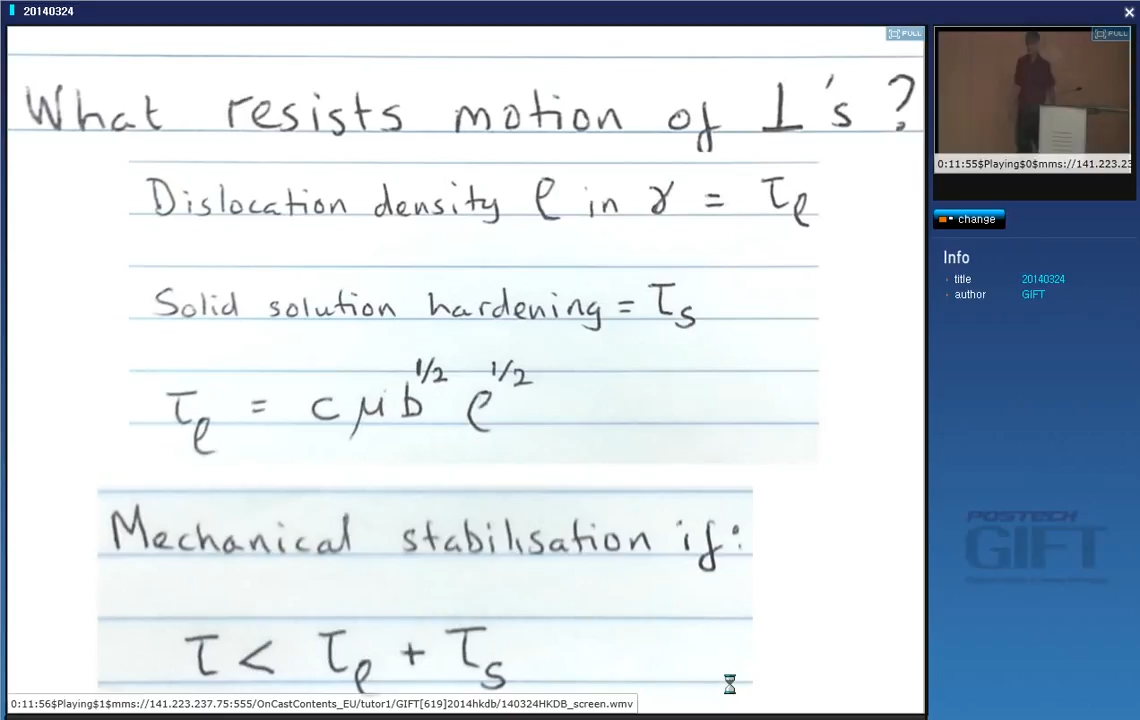 20140324
FULL
What resists motion of ⊥'s ?
Dislocation density ρ in γ = τρ
Solid solution hardening = τs
τρ = c μ b^1/2 ρ^1/2
Mechanical stabilisation if:
τ < τρ + τs
0:11:56$Playing$1$mms://141.223.237.75:555/OnCastContents_EU/tutor1/GIFT[619]2014hkdb/140324HKDB_screen.wmv
FULL
0:11:55$Playing$0$mms://141.223.23
change
Info
title 20140324
author GIFT
POSTECH
GIFT